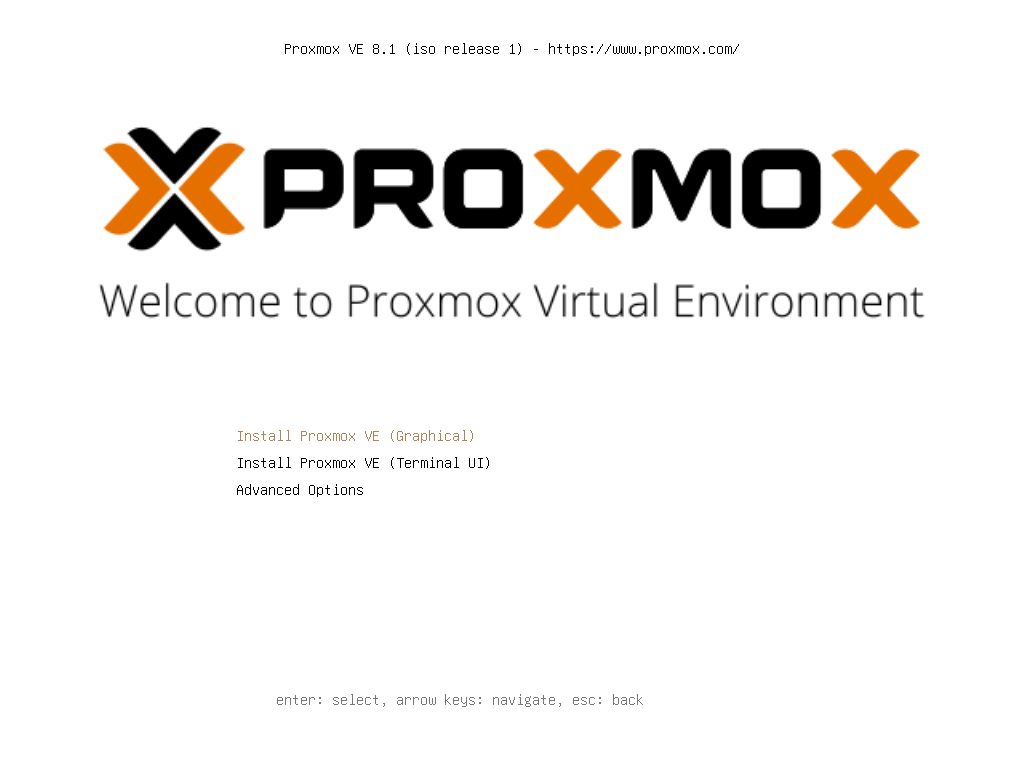 Proxmox VE 8.1 (iso release 1) - https://www.proxmox.com/
PROXMOX
Welcome to Proxmox Virtual Environment
Install Proxmox VE (Graphical)
Install Proxmox VE (Terminal UI)
Advanced Options
enter: select, arrow keys: navigate, esc: back